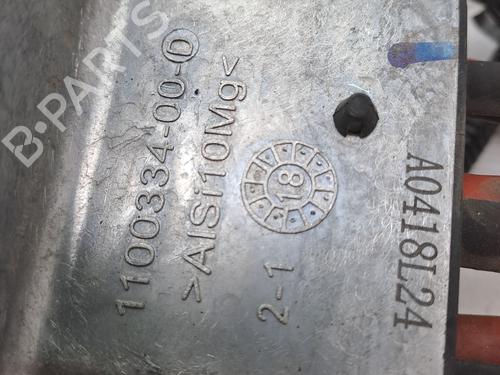 1100334-00-D
>AlSi10Mg<
2-1
18
A0418L24
B-PARTS